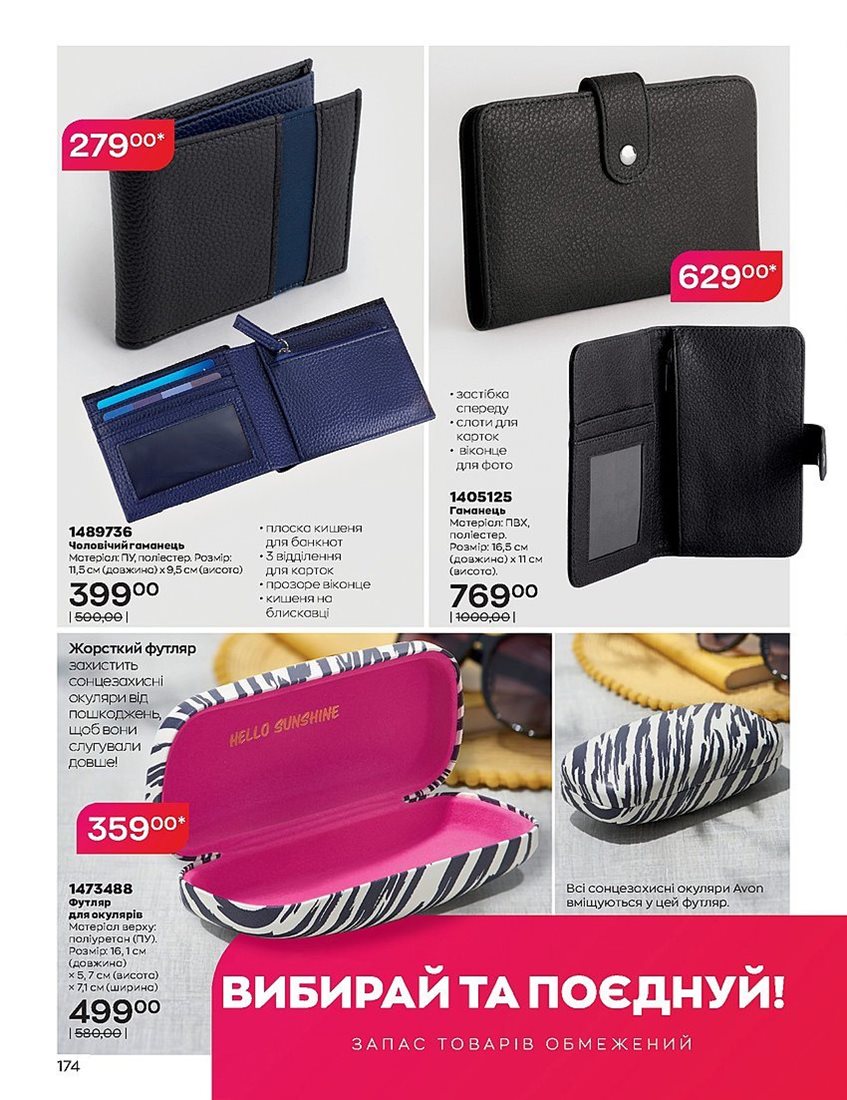 279⁰⁰*
629⁰⁰*
• застібка
спереду
• слоти для
карток
• віконце
для фото
1489736
Чоловічий гаманець
Матеріал: ПУ, поліестер. Розмір:
11,5 см (довжина) х 9,5 см (висота)
399⁰⁰
| 500,00 |
• плоска кишеня
для банкнот
• 3 відділення
для карток
• прозоре віконце
• кишеня на
блискавці
1405125
Гаманець
Матеріал: ПВХ,
поліестер.
Розмір: 16,5 см
(довжина) х 11 см
(висота).
769⁰⁰
| 1000,00 |
Жорсткий футляр
захистить
сонцезахисні
окуляри від
пошкоджень,
щоб вони
слугували
довше!
HELLO SUNSHINE
359⁰⁰*
1473488
Футляр
для окулярів
Матеріал верху:
поліуретан (ПУ).
Розмір: 16,1 см
(довжина)
× 5,7 см (висота)
× 7,1 см (ширина)
499⁰⁰
| 580,00 |
Всі сонцезахисні окуляри Avon
вміщуються у цей футляр.
ВИБИРАЙ ТА ПОЄДНУЙ!
ЗАПАС ТОВАРІВ ОБМЕЖЕНИЙ
174